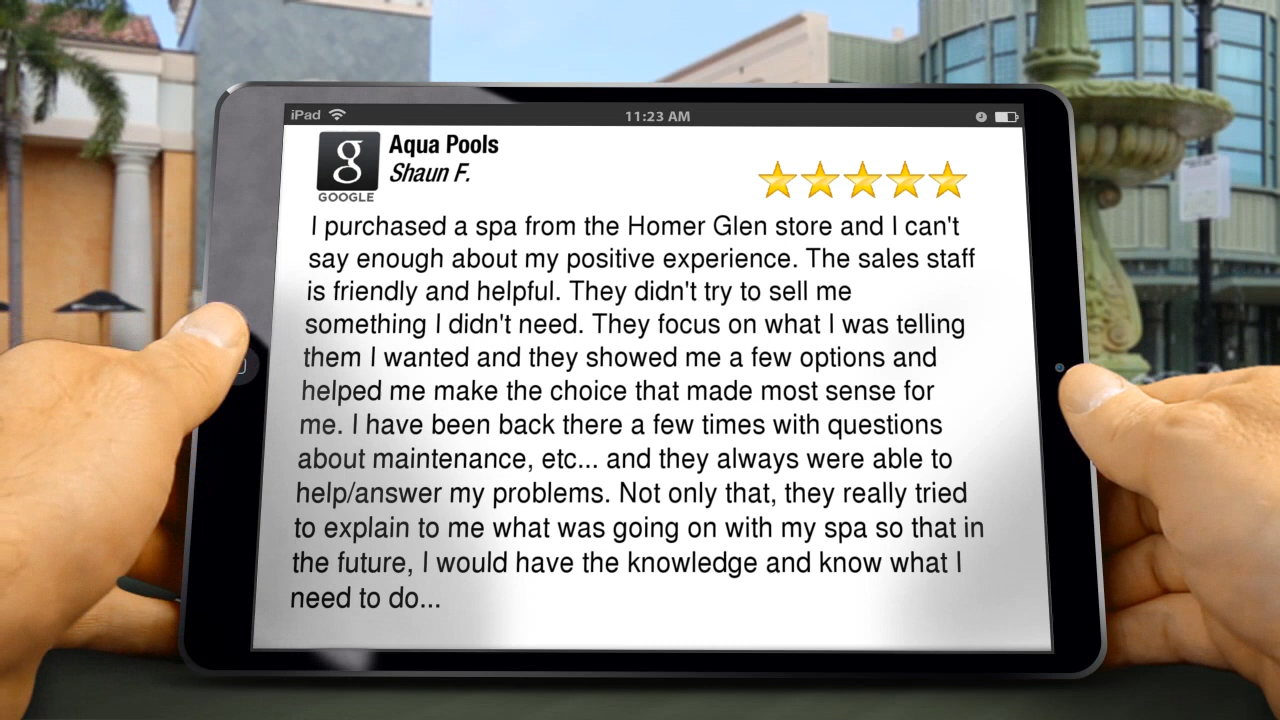 iPad 11:23 AM
Aqua Pools
Shaun F.
g
GOOGLE
I purchased a spa from the Homer Glen store and I can't
say enough about my positive experience. The sales staff
is friendly and helpful. They didn't try to sell me
something I didn't need. They focus on what I was telling
them I wanted and they showed me a few options and
helped me make the choice that made most sense for
me. I have been back there a few times with questions
about maintenance, etc... and they always were able to
help/answer my problems. Not only that, they really tried
to explain to me what was going on with my spa so that in
the future, I would have the knowledge and know what I
need to do...